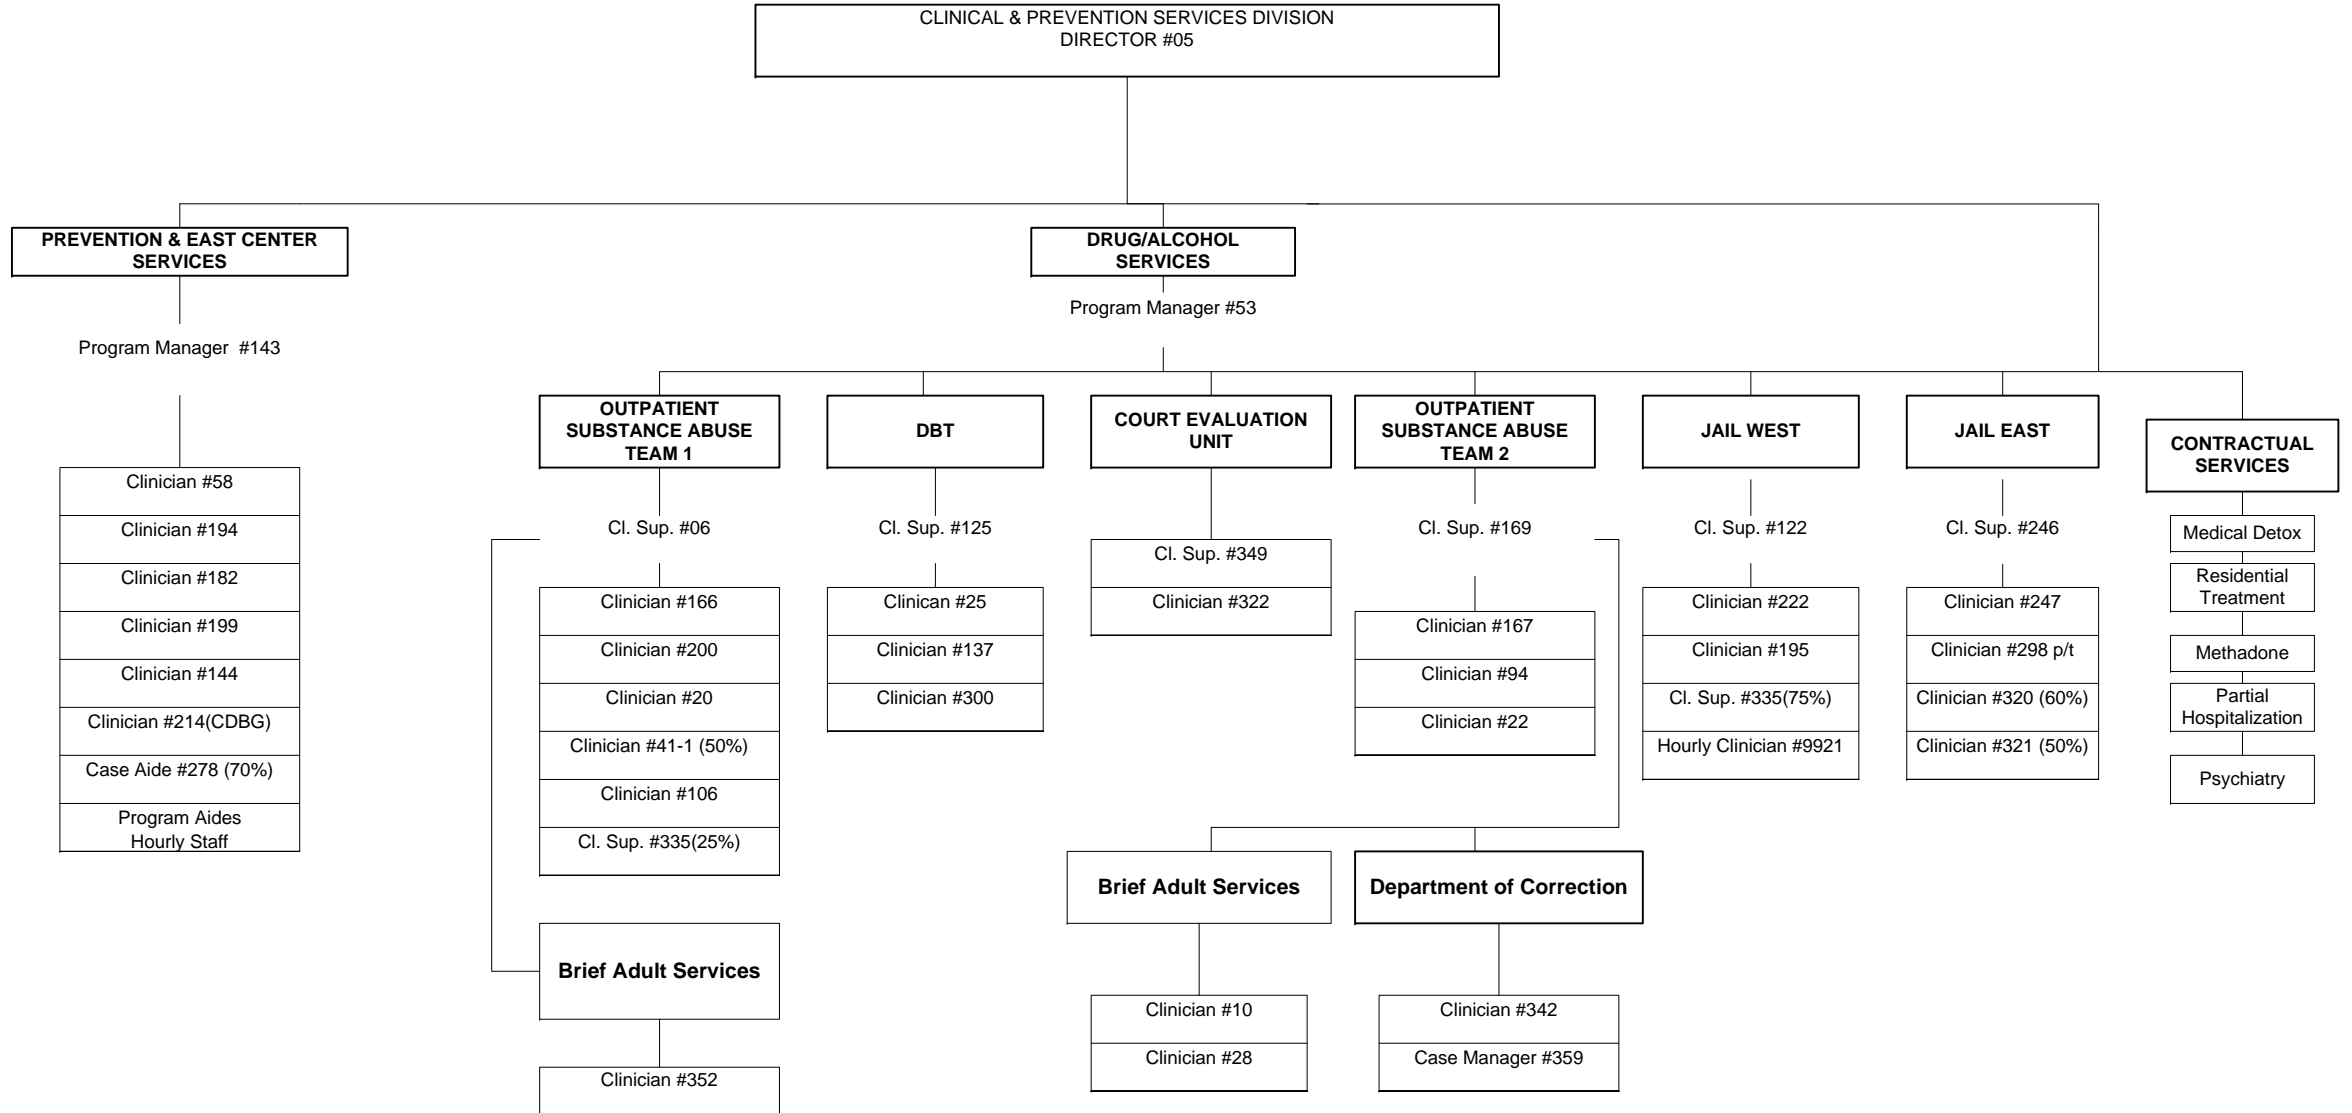 CLINICAL & PREVENTION SERVICES DIVISION
DIRECTOR #05
PREVENTION & EAST CENTER
SERVICES
Program Manager  #143
Clinician #58
Clinician #194
Clinician #182
Clinician #199
Clinician #144
Clinician #214(CDBG)
Case Aide #278 (70%)
Program Aides
Hourly Staff
DRUG/ALCOHOL
SERVICES
Program Manager #53
OUTPATIENT
SUBSTANCE ABUSE
TEAM 1
Cl. Sup. #06
Clinician #166
Clinician #200
Clinician #20
Clinician #41-1 (50%)
Clinician #106
Cl. Sup. #335(25%)
Brief Adult Services
Clinician #352
DBT
Cl. Sup. #125
Clinican #25
Clinician #137
Clinician #300
COURT EVALUATION
UNIT
Cl. Sup. #349
Clinician #322
OUTPATIENT
SUBSTANCE ABUSE
TEAM 2
Cl. Sup. #169
Clinician #167
Clinician #94
Clinician #22
Brief Adult Services
Clinician #10
Clinician #28
Department of Correction
Clinician #342
Case Manager #359
JAIL WEST
Cl. Sup. #122
Clinician #222
Clinician #195
Cl. Sup. #335(75%)
Hourly Clinician #9921
JAIL EAST
Cl. Sup. #246
Clinician #247
Clinician #298 p/t
Clinician #320 (60%)
Clinician #321 (50%)
CONTRACTUAL
SERVICES
Medical Detox
Residential
Treatment
Methadone
Partial
Hospitalization
Psychiatry